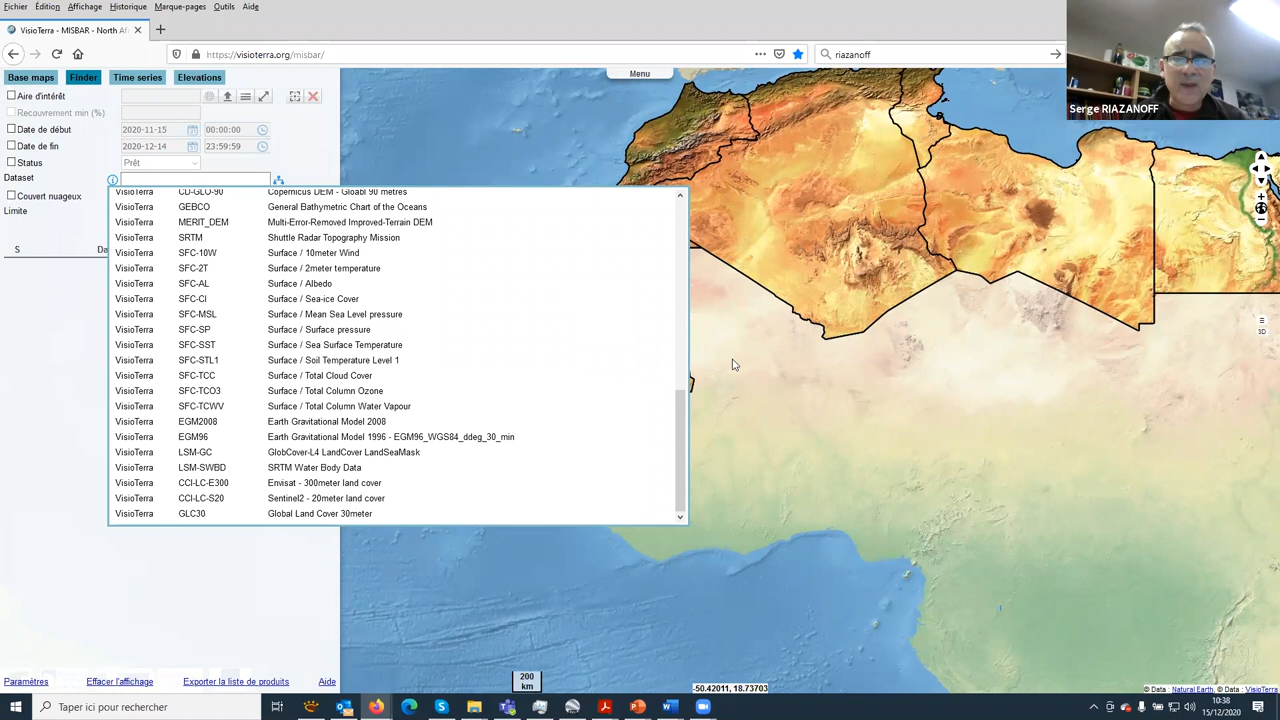 Fichier Édition Affichage Historique Marque-pages Outils Aide
VisioTerra - MISBAR - North Af
https://visioterra.org/misbar/
riazanoff
Serge RIAZANOFF
Base maps Finder Time series Elevations
Menu
Aire d'intérêt
Recouvrement min (%)
Date de début 2020-11-15 00:00:00
Date de fin 2020-12-14 23:59:59
Status Prêt
Dataset
Couvert nuageux
Limite
S Da
VisioTerra CD-GLO-90 Copernicus DEM - Gloabl 90 metres
VisioTerra GEBCO General Bathymetric Chart of the Oceans
VisioTerra MERIT_DEM Multi-Error-Removed Improved-Terrain DEM
VisioTerra SRTM Shuttle Radar Topography Mission
VisioTerra SFC-10W Surface / 10meter Wind
VisioTerra SFC-2T Surface / 2meter temperature
VisioTerra SFC-AL Surface / Albedo
VisioTerra SFC-CI Surface / Sea-ice Cover
VisioTerra SFC-MSL Surface / Mean Sea Level pressure
VisioTerra SFC-SP Surface / Surface pressure
VisioTerra SFC-SST Surface / Sea Surface Temperature
VisioTerra SFC-STL1 Surface / Soil Temperature Level 1
VisioTerra SFC-TCC Surface / Total Cloud Cover
VisioTerra SFC-TCO3 Surface / Total Column Ozone
VisioTerra SFC-TCWV Surface / Total Column Water Vapour
VisioTerra EGM2008 Earth Gravitational Model 2008
VisioTerra EGM96 Earth Gravitational Model 1996 - EGM96_WGS84_ddeg_30_min
VisioTerra LSM-GC GlobCover-L4 LandCover LandSeaMask
VisioTerra LSM-SWBD SRTM Water Body Data
VisioTerra CCI-LC-E300 Envisat - 300meter land cover
VisioTerra CCI-LC-S20 Sentinel2 - 20meter land cover
VisioTerra GLC30 Global Land Cover 30meter
3D
Paramètres Effacer l'affichage Exporter la liste de produits Aide
200
km
-50.42011, 18.73703
© Data : Natural Earth, © Data : VisioTerra
Taper ici pour rechercher
10:38
15/12/2020